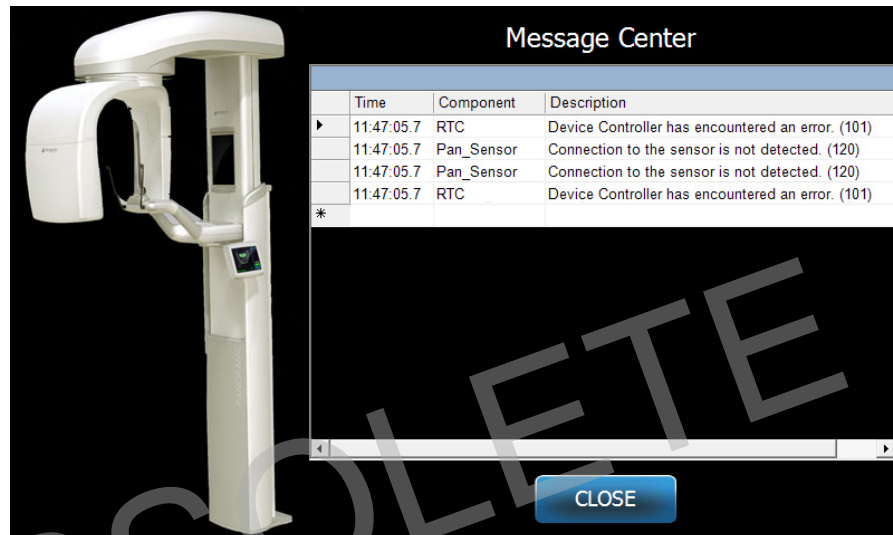 Message Center
Time Component Description
11:47:05.7 RTC Device Controller has encountered an error. (101)
11:47:05.7 Pan_Sensor Connection to the sensor is not detected. (120)
11:47:05.7 Pan_Sensor Connection to the sensor is not detected. (120)
11:47:05.7 RTC Device Controller has encountered an error. (101)
PANORAMIC
CLOSE
OBSOLETE